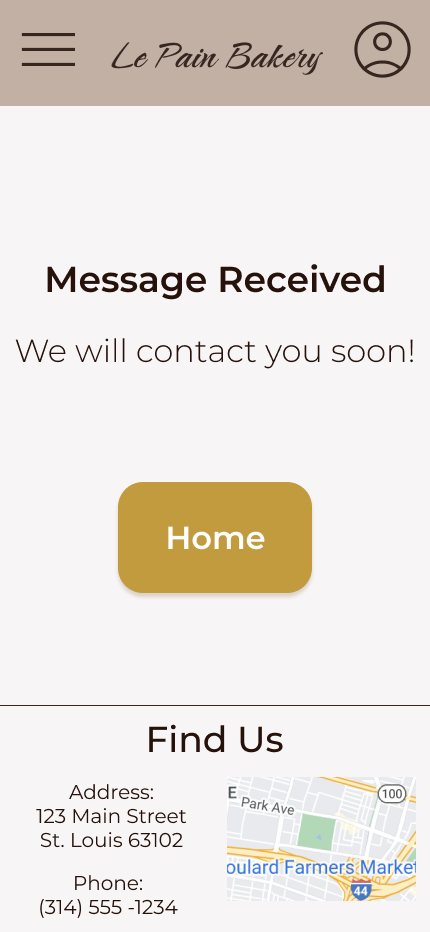 Le Pain Bakery
Message Received
We will contact you soon!
Home
Find Us
Address:
123 Main Street
St. Louis 63102
Phone:
(314) 555 -1234
E
Park Ave
100
oulard Farmers Market
44